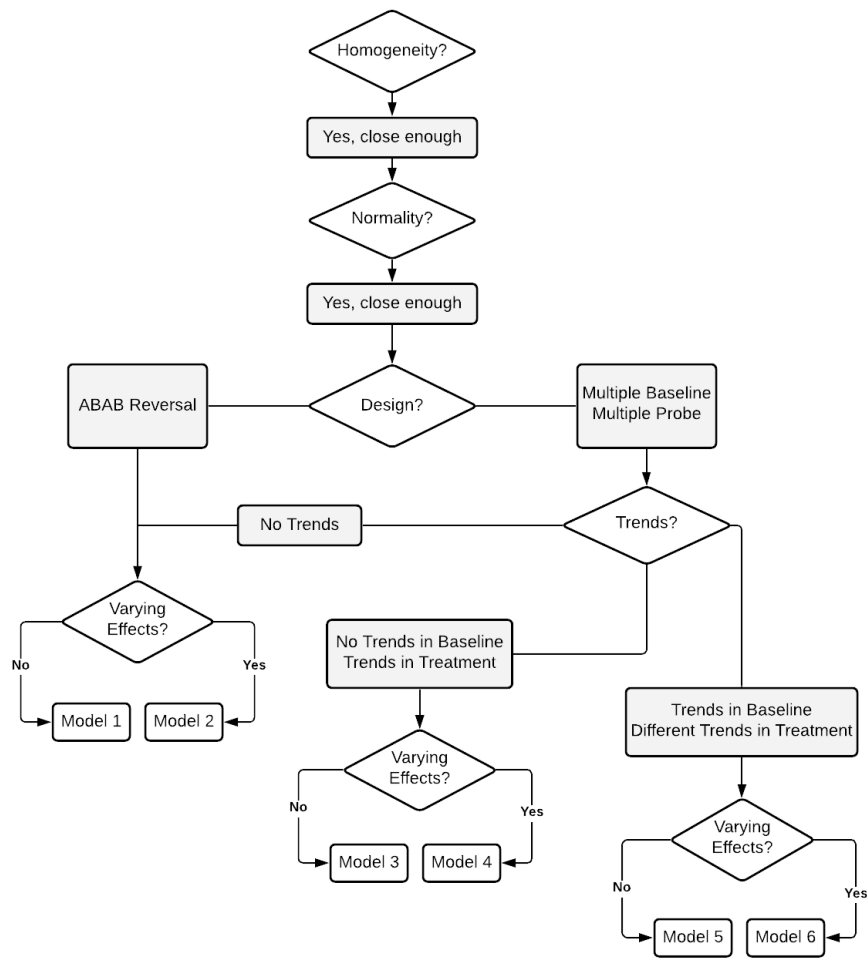 Homogeneity?
Yes, close enough
Normality?
Yes, close enough
ABAB Reversal
Design?
Multiple Baseline
Multiple Probe
No Trends
Trends?
Varying
Effects?
No
Yes
Model 1
Model 2
No Trends in Baseline
Trends in Treatment
Varying
Effects?
No
Yes
Model 3
Model 4
Trends in Baseline
Different Trends in Treatment
Varying
Effects?
No
Yes
Model 5
Model 6